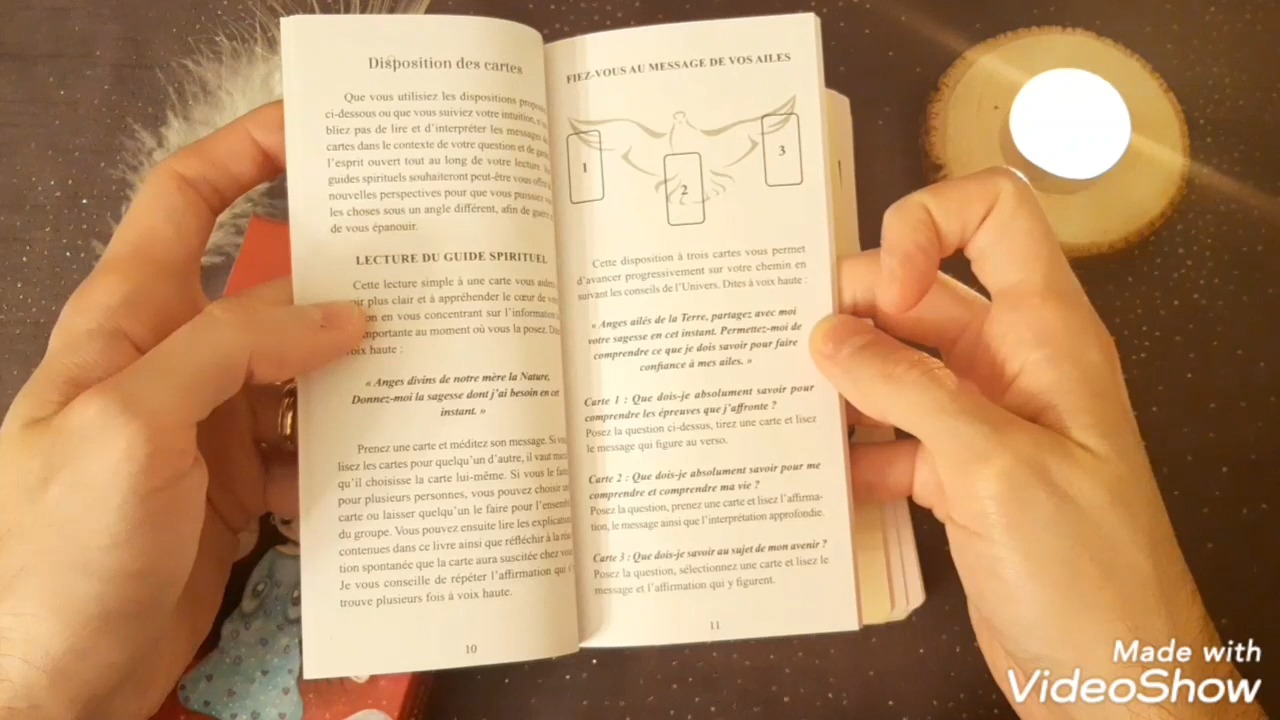 Disposition des cartes
Que vous utilisiez les dispositions
ci-dessous ou que vous suiviez votre intuition,
bliez pas de lire et d'interpréter les messages
cartes dans le contexte de votre question et de
l'esprit ouvert tout au long de votre lecture.
guides spirituels souhaiteront peut-être vous
nouvelles perspectives pour que vous
les choses sous un angle différent, afin de
de vous épanouir.
LECTURE DU GUIDE SPIRITUEL
Cette lecture simple à une carte vous
plus clair et à appréhender le cœur de
en vous concentrant sur l'information
importante au moment où vous la posez.
voix haute :
« Anges divins de notre mère la Nature,
Donnez-moi la sagesse dont j'ai besoin en cet
instant. »
Prenez une carte et méditez son message. Si
lisez les cartes pour quelqu'un d'autre, il vaut
qu'il choisisse la carte lui-même. Si vous le
pour plusieurs personnes, vous pouvez choisir
carte ou laisser quelqu'un le faire pour
du groupe. Vous pouvez ensuite lire les
contenues dans ce livre ainsi que réfléchir à la
tion spontanée que la carte aura suscitée chez
Je vous conseille de répéter l'affirmation qui
trouve plusieurs fois à voix haute.
10
FIEZ-VOUS AU MESSAGE DE VOS AILES
1
2
3
Cette disposition à trois cartes vous permet
d'avancer progressivement sur votre chemin en
suivant les conseils de l'Univers. Dites à voix haute :
« Anges ailés de la Terre, partagez avec moi
votre sagesse en cet instant. Permettez-moi de
comprendre ce que je dois savoir pour faire
confiance à mes ailes. »
Carte 1 : Que dois-je absolument savoir pour
comprendre les épreuves que j'affronte ?
Posez la question ci-dessus, tirez une carte et lisez
le message qui figure au verso.
Carte 2 : Que dois-je absolument savoir pour me
comprendre et comprendre ma vie ?
Posez la question, prenez une carte et lisez l'affirma-
tion, le message ainsi que l'interprétation approfondie.
Carte 3 : Que dois-je savoir au sujet de mon avenir ?
Posez la question, sélectionnez une carte et lisez le
message et l'affirmation qui y figurent.
11
Made with
VideoShow